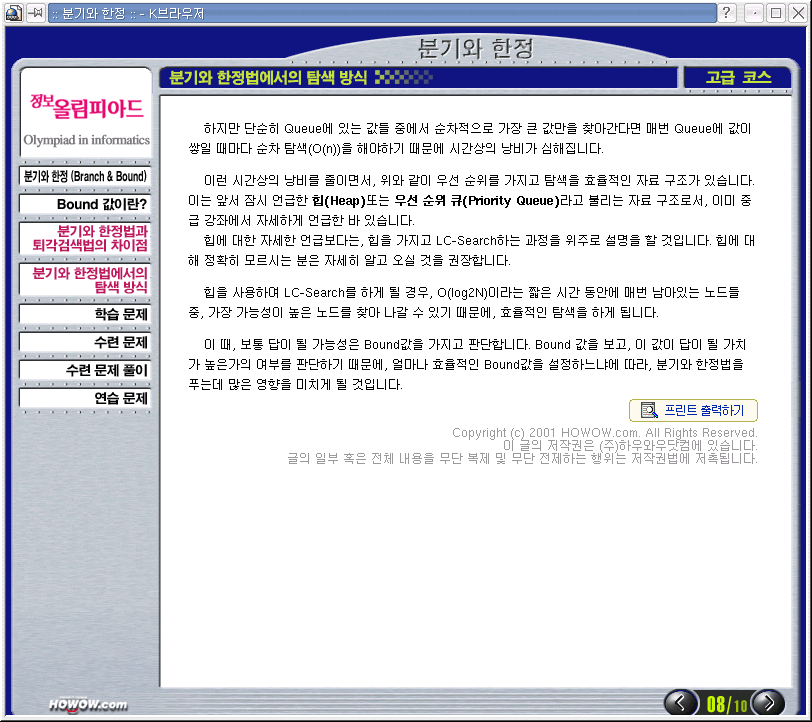 :: 분기와 한정 :: - K브라우저
분기와 한정
정보올림피아드
Olympiad in informatics
분기와 한정 (Branch & Bound)
Bound 값이란?
분기와 한정법과
퇴각검색법의 차이점
분기와 한정법에서의
탐색 방식
학습 문제
수련 문제
수련 문제 풀이
연습 문제
분기와 한정법에서의 탐색 방식
고급 코스
하지만 단순히 Queue에 있는 값들 중에서 순차적으로 가장 큰 값만을 찾아간다면 매번 Queue에 값이
쌓일 때마다 순차 탐색(O(n))을 해야하기 때문에 시간상의 낭비가 심해집니다.
이런 시간상의 낭비를 줄이면서, 위와 같이 우선 순위를 가지고 탐색을 효율적인 자료 구조가 있습니다.
이는 앞서 잠시 언급한 힙(Heap)또는 우선 순위 큐(Priority Queue)라고 불리는 자료 구조로서, 이미 중
급 강좌에서 자세하게 언급한 바 있습니다.
힙에 대한 자세한 언급보다는, 힙을 가지고 LC-Search하는 과정을 위주로 설명을 할 것입니다. 힙에 대
해 정확히 모르시는 분은 자세히 알고 오실 것을 권장합니다.
힙을 사용하며 LC-Search를 하게 될 경우, O(log2N)이라는 짧은 시간 동안에 매번 남아있는 노드들
중, 가장 가능성이 높은 노드를 찾아 나갈 수 있기 때문에, 효율적인 탐색을 하게 됩니다.
이 때, 보통 답이 될 가능성은 Bound값을 가지고 판단합니다. Bound 값을 보고, 이 값이 답이 될 가치
가 높은가의 여부를 판단하기 때문에, 얼마나 효율적인 Bound값을 설정하느냐에 따라, 분기와 한정법을
푸는데 많은 영향을 미치게 될 것입니다.
프린트 출력하기
Copyright (c) 2001 HOWOW.com. All Rights Reserved.
이 글의 저작권은 (주)하우와우닷컴에 있습니다.
글의 일부 혹은 전체 내용을 무단 복제 및 무단 전제하는 행위는 저작권법에 저촉됩니다.
HOWOW.com
08/10